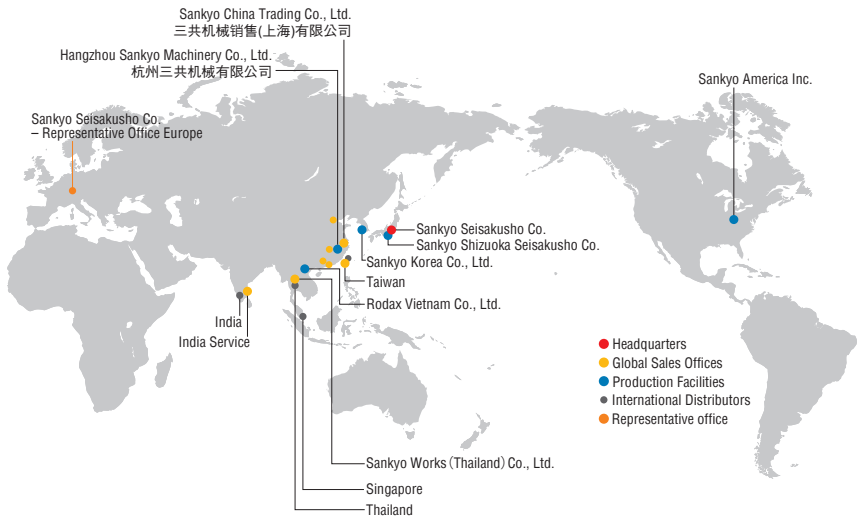 Sankyo China Trading Co., Ltd.
三共机械销售(上海)有限公司
Hangzhou Sankyo Machinery Co., Ltd.
杭州三共机械有限公司
Sankyo America Inc.
Sankyo Seisakusho Co.
– Representative Office Europe
Sankyo Seisakusho Co.
Sankyo Shizuoka Seisakusho Co.
Sankyo Korea Co., Ltd.
Taiwan
Rodax Vietnam Co., Ltd.
India
India Service
Headquarters
Global Sales Offices
Production Facilities
International Distributors
Representative office
Sankyo Works (Thailand) Co., Ltd.
Singapore
Thailand